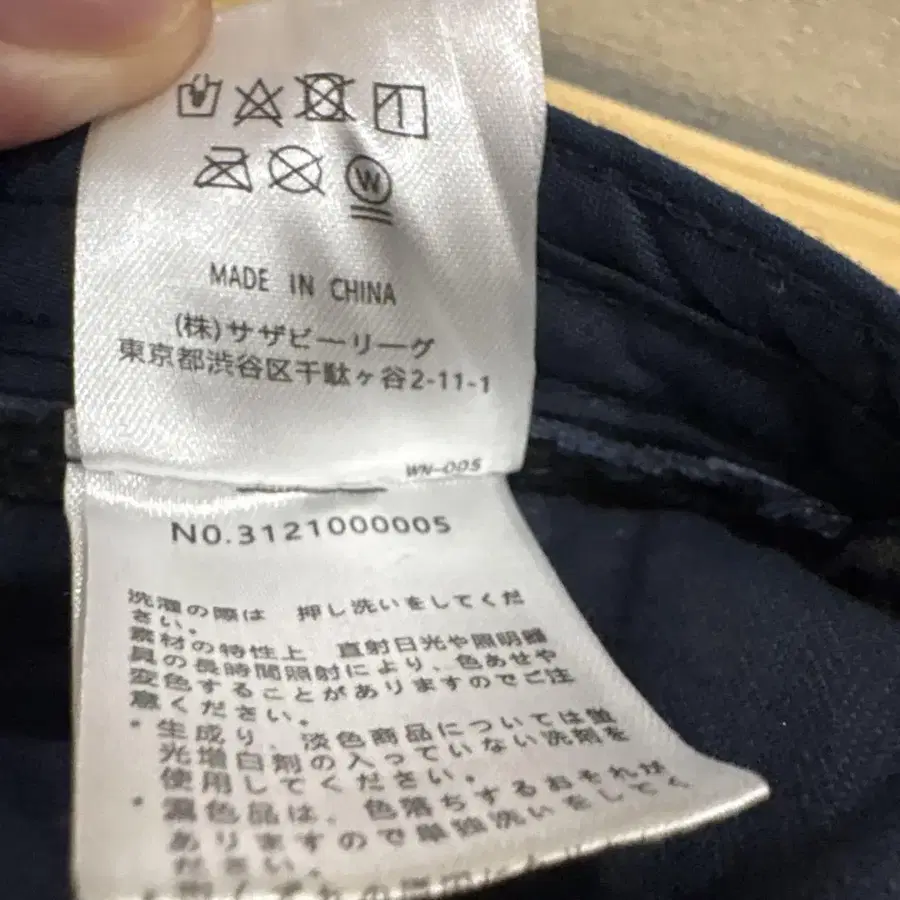 W
MADE IN CHINA
(株)サザビーリーグ
東京都渋谷区千駄ヶ谷2-11-1
WN-005
NO.3121000005
洗濯の際は 押し洗いをしてくだ
さい。
素材の特性上 直射日光や照明器
具の長時間照射により、色あせや
変色することがありますのでご注
意ください。
* 生成り、淡色商品については蛍
光増白剤の入っていない洗剤を
使用してください。
* 濃色品は、色落ちするおそれが
ありますので単独洗いをしてく
ださい。